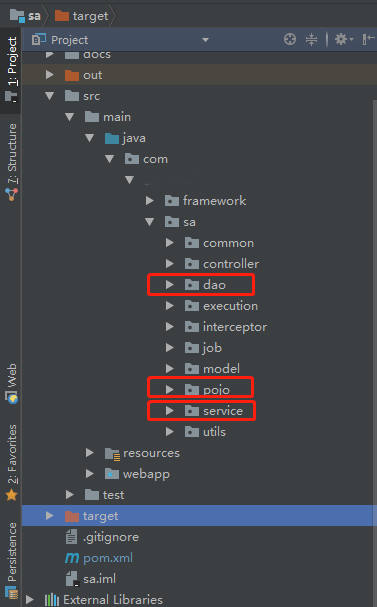 sa target
1: Project
Project
docs
out
src
main
java
com
framework
sa
common
controller
dao
execution
interceptor
job
model
pojo
service
utils
resources
webapp
test
target
.gitignore
pom.xml
sa.iml
External Libraries
7: Structure
Web
2: Favorites
Persistence